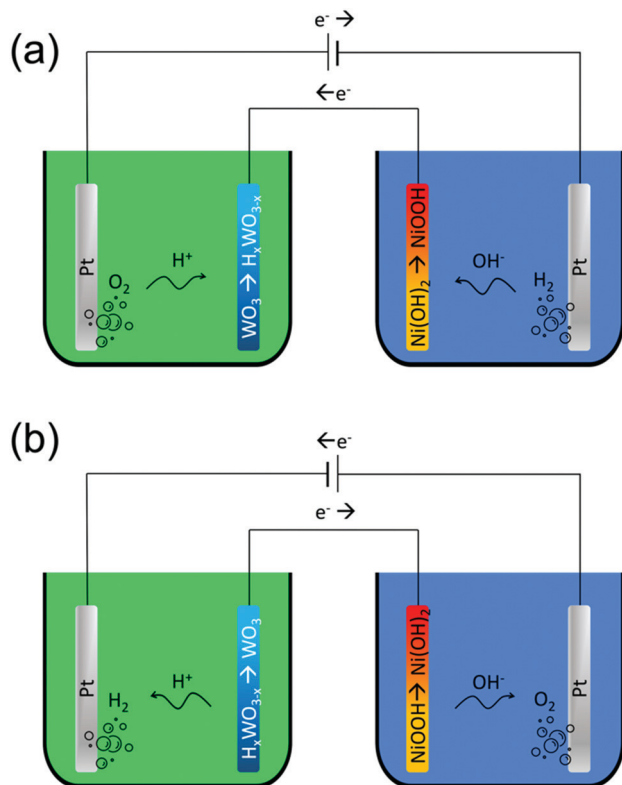 (a)
e⁻ →
← e⁻
Pt
O₂
H⁺
WO₃ → HₓWO₃₋ₓ
Ni(OH)₂ → NiOOH
OH⁻
H₂
Pt
(b)
← e⁻
e⁻ →
Pt
H₂
H⁺
HₓWO₃₋ₓ → WO₃
NiOOH → Ni(OH)₂
OH⁻
O₂
Pt